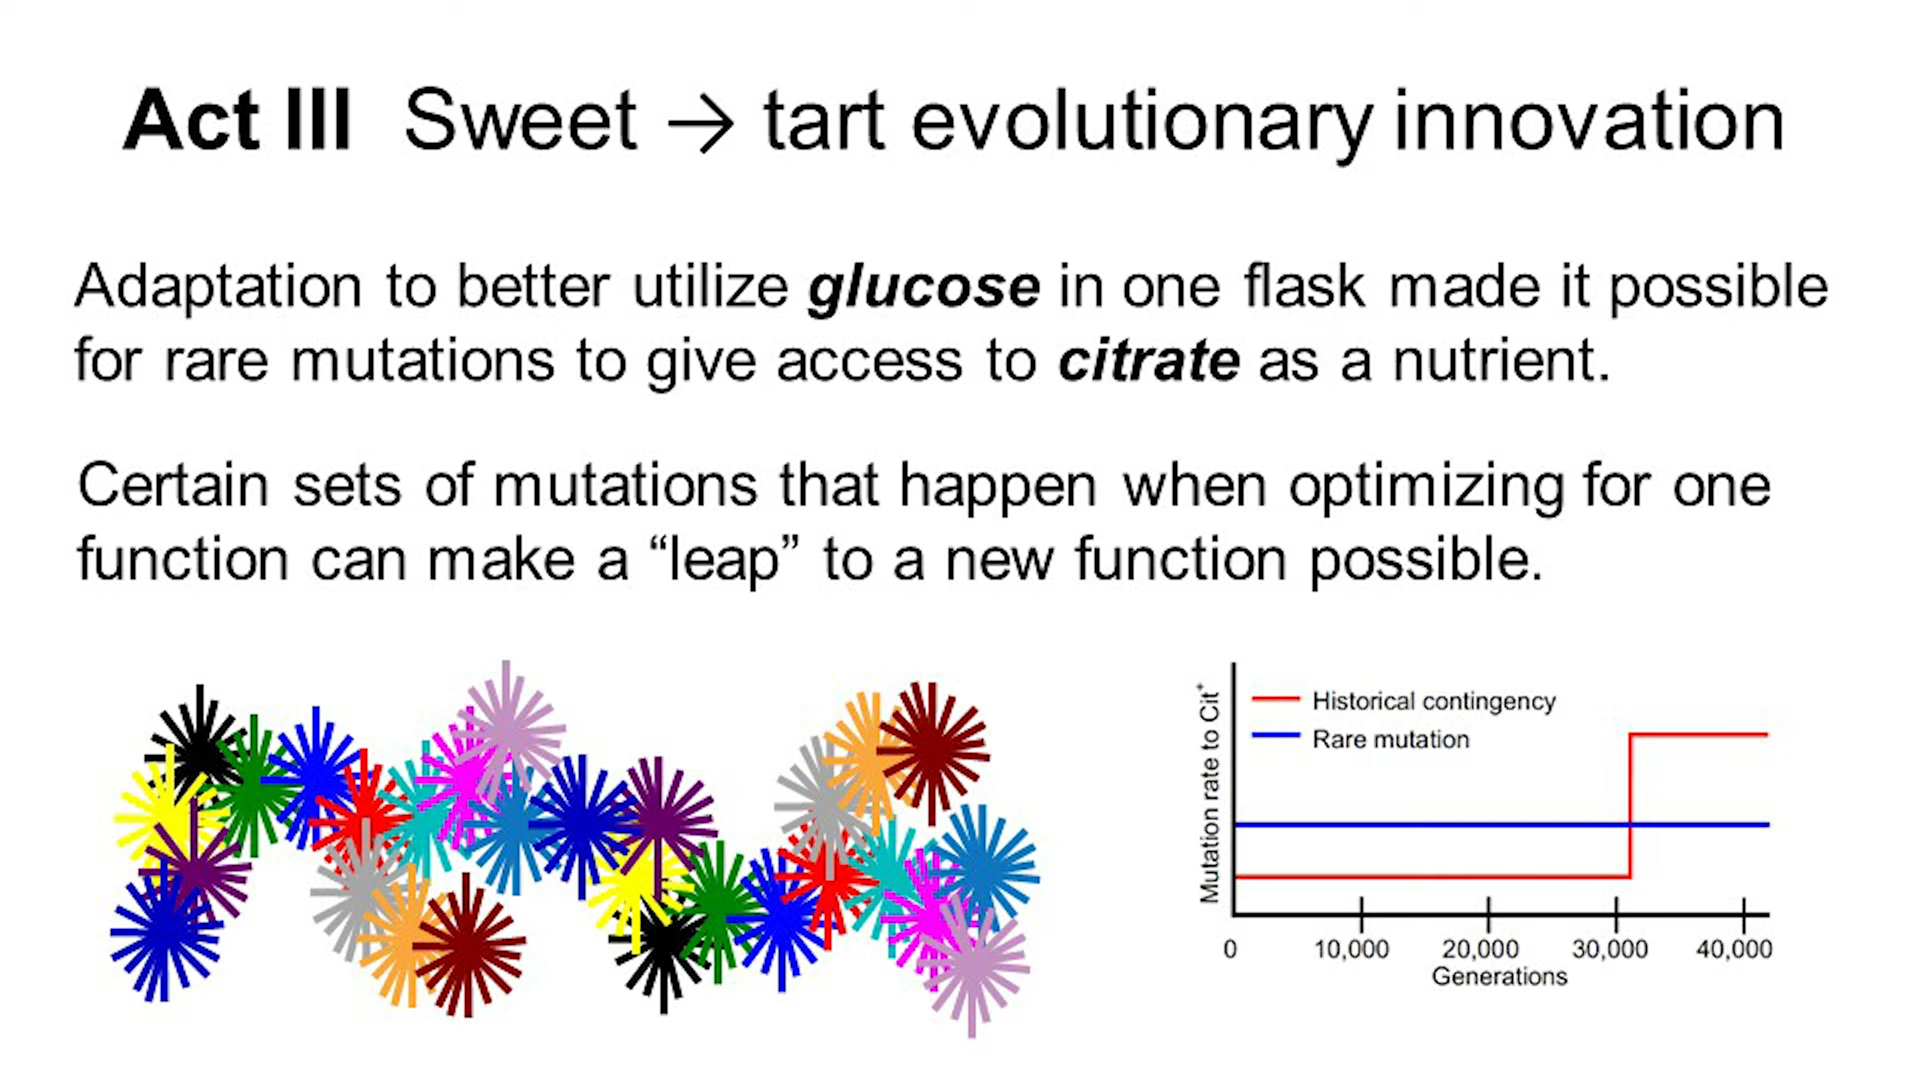 Act III Sweet → tart evolutionary innovation
Adaptation to better utilize glucose in one flask made it possible
for rare mutations to give access to citrate as a nutrient.
Certain sets of mutations that happen when optimizing for one
function can make a “leap” to a new function possible.
Mutation rate to Cit⁺
Historical contingency
Rare mutation
0 10,000 20,000 30,000 40,000
Generations